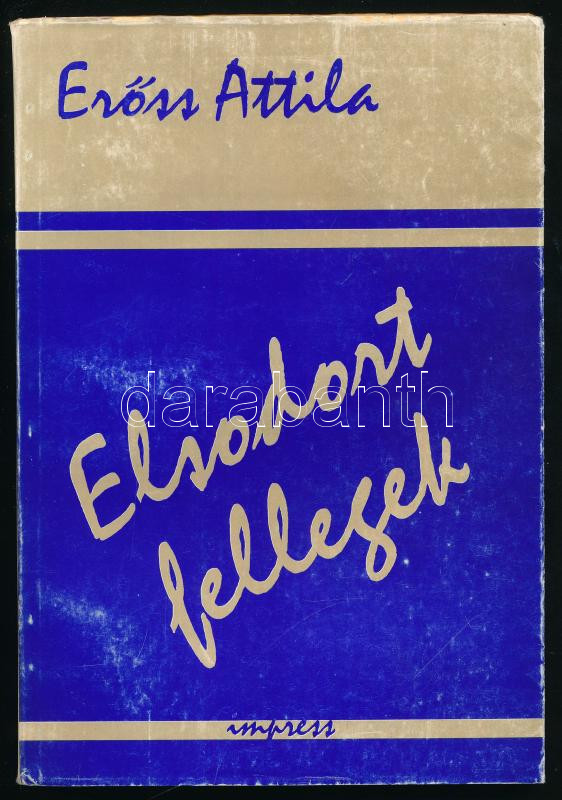 Erőss Attila
Elsodort
darabanth
fellegek
impress